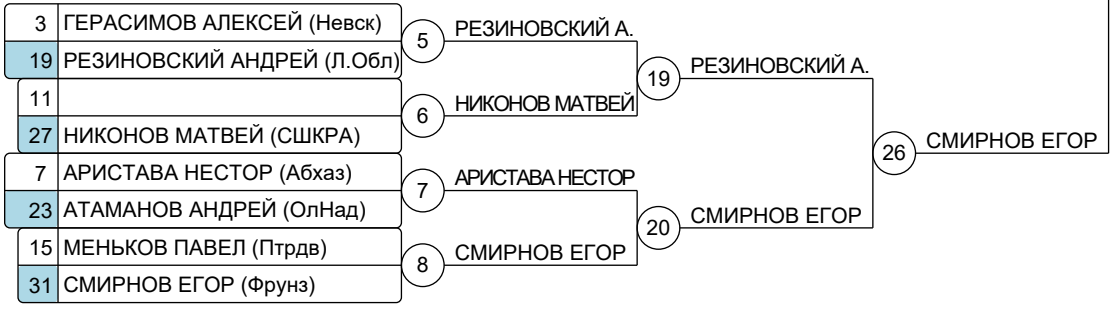 3 ГЕРАСИМОВ АЛЕКСЕЙ (Невск)
5 РЕЗИНОВСКИЙ А.
19 РЕЗИНОВСКИЙ АНДРЕЙ (Л.Обл)
19 РЕЗИНОВСКИЙ А.
11
6 НИКОНОВ МАТВЕЙ
27 НИКОНОВ МАТВЕЙ (СШКРА)
26 СМИРНОВ ЕГОР
7 АРИСТАВА НЕСТОР (Абхаз)
7 АРИСТАВА НЕСТОР
23 АТАМАНОВ АНДРЕЙ (ОлНад)
20 СМИРНОВ ЕГОР
15 МЕНЬКОВ ПАВЕЛ (Птрдв)
8 СМИРНОВ ЕГОР
31 СМИРНОВ ЕГОР (Фрунз)